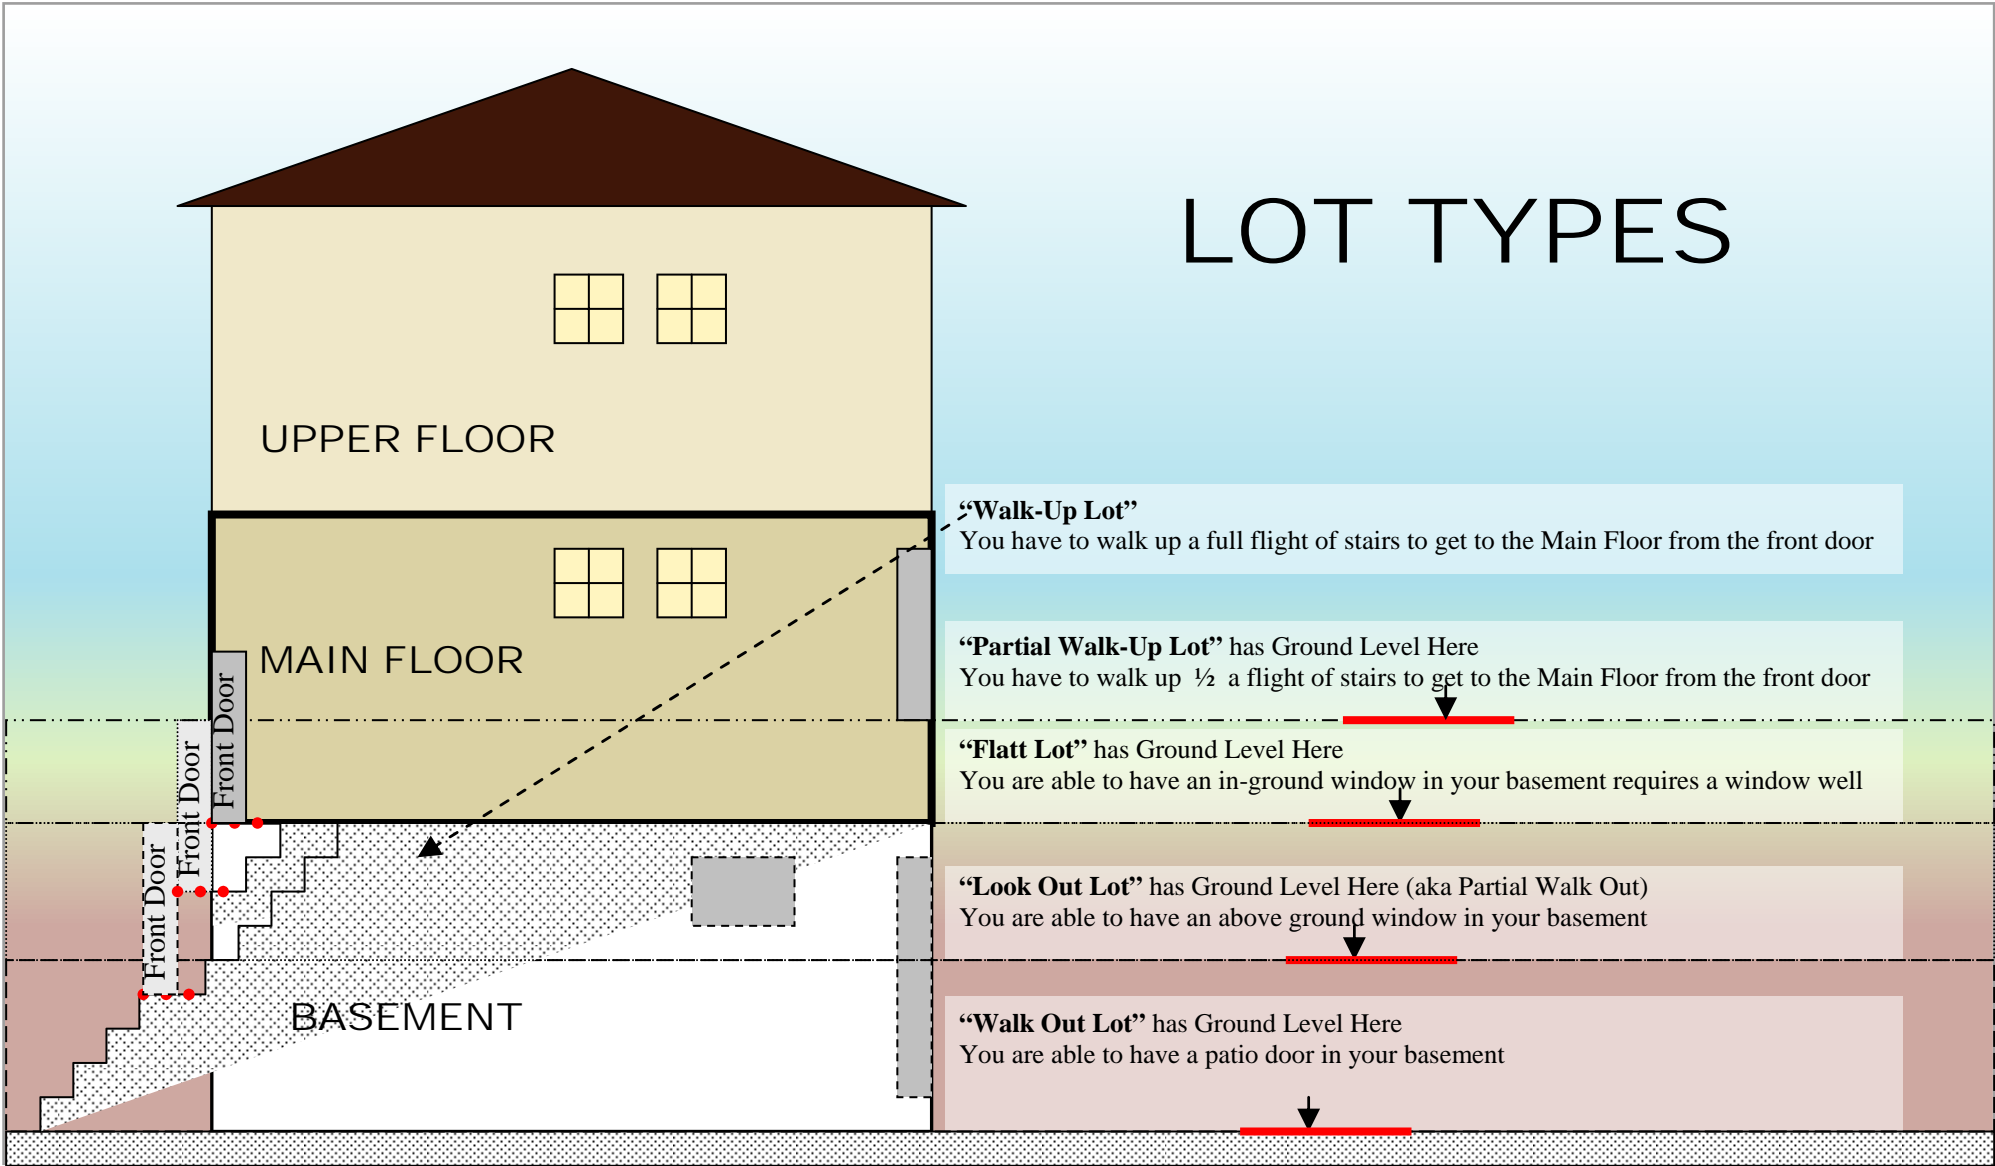 LOT TYPES
UPPER FLOOR
“Walk-Up Lot”
You have to walk up a full flight of stairs to get to the Main Floor from the front door
“Partial Walk-Up Lot” has Ground Level Here
You have to walk up ½ a flight of stairs to get to the Main Floor from the front door
MAIN FLOOR
Front Door
Front Door
Front Door
“Flatt Lot” has Ground Level Here
You are able to have an in-ground window in your basement requires a window well
“Look Out Lot” has Ground Level Here (aka Partial Walk Out)
You are able to have an above ground window in your basement
BASEMENT
“Walk Out Lot” has Ground Level Here
You are able to have a patio door in your basement